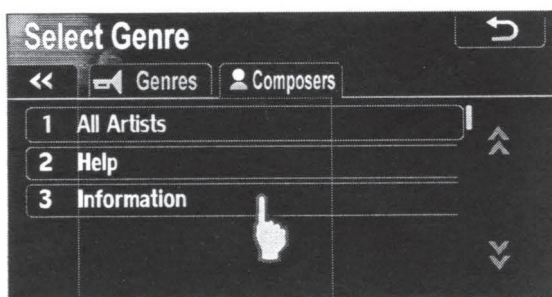 Select Genre
<< Genres Composers
1 All Artists
2 Help
3 Information